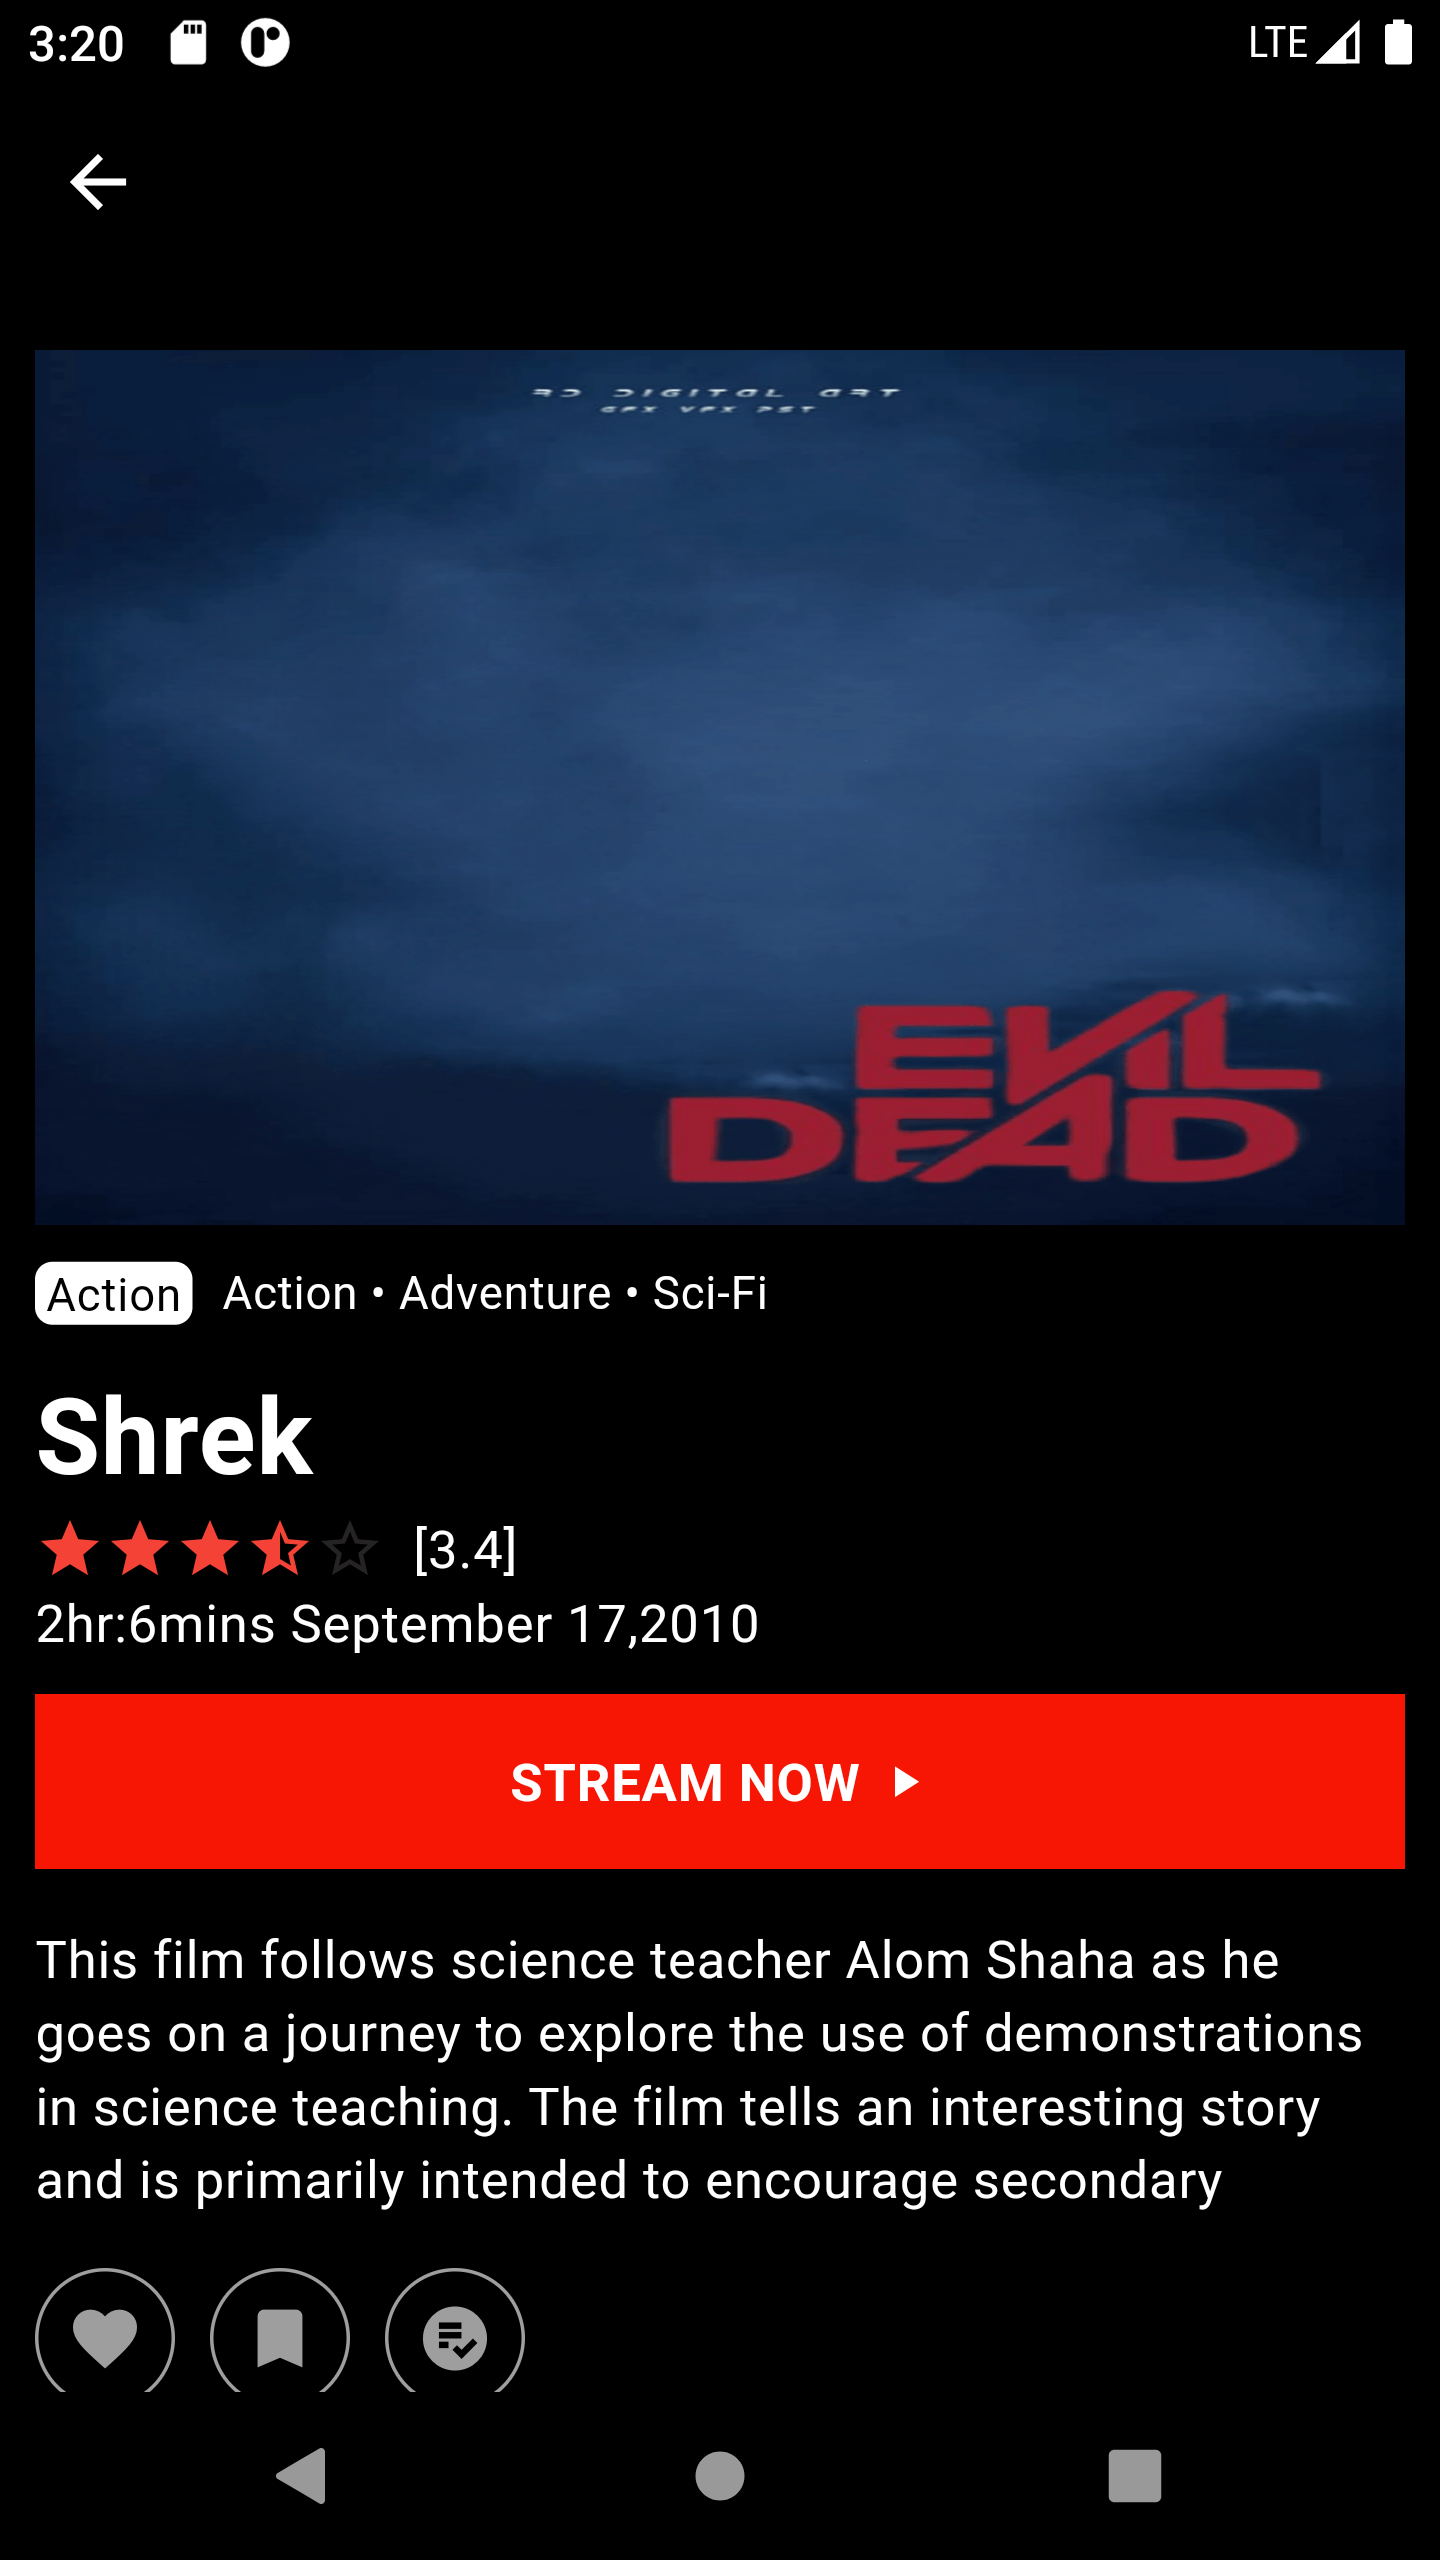 3:20
LTE
RD DIGITAL ART
GFX VFX PST
EVIL
DEAD
Action Action • Adventure • Sci-Fi
Shrek
[3.4]
2hr:6mins September 17,2010
STREAM NOW
This film follows science teacher Alom Shaha as he
goes on a journey to explore the use of demonstrations
in science teaching. The film tells an interesting story
and is primarily intended to encourage secondary